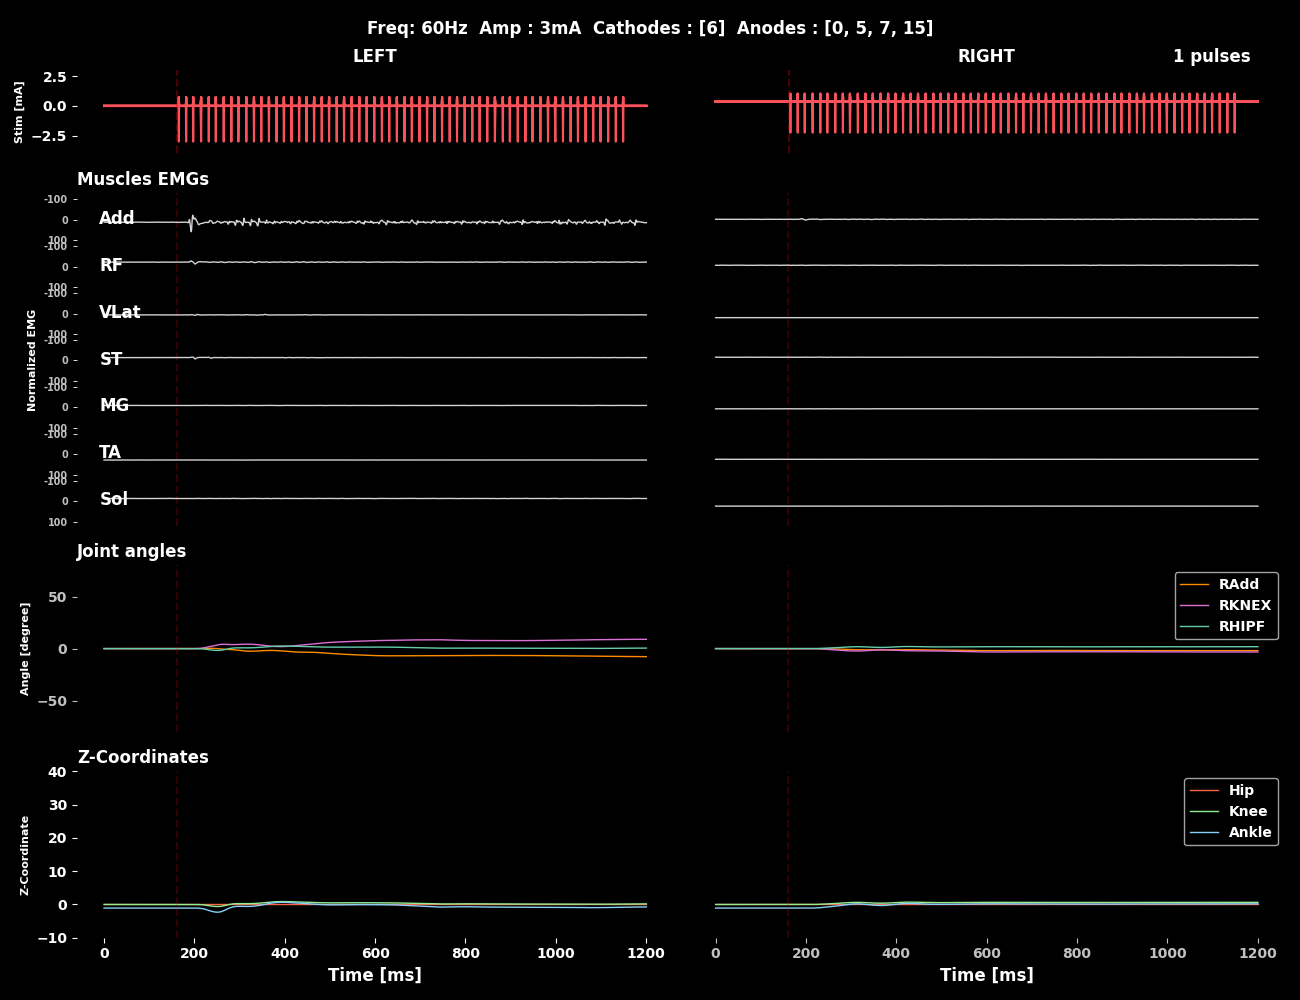 Freq: 60Hz  Amp : 3mA  Cathodes : [6]  Anodes : [0, 5, 7, 15]
LEFT
RIGHT
1 pulses
Stim [mA]
2.5
0.0
−2.5
Muscles EMGs
Normalized EMG
-100
0
100
Add
-100
0
100
RF
-100
0
100
VLat
-100
0
100
ST
-100
0
100
MG
-100
0
100
TA
-100
0
100
Sol
Joint angles
Angle [degree]
50
0
−50
RAdd
RKNEX
RHIPF
Z-Coordinates
Z-Coordinate
40
30
20
10
0
−10
Hip
Knee
Ankle
0 200 400 600 800 1000 1200
0 200 400 600 800 1000 1200
Time [ms]
Time [ms]